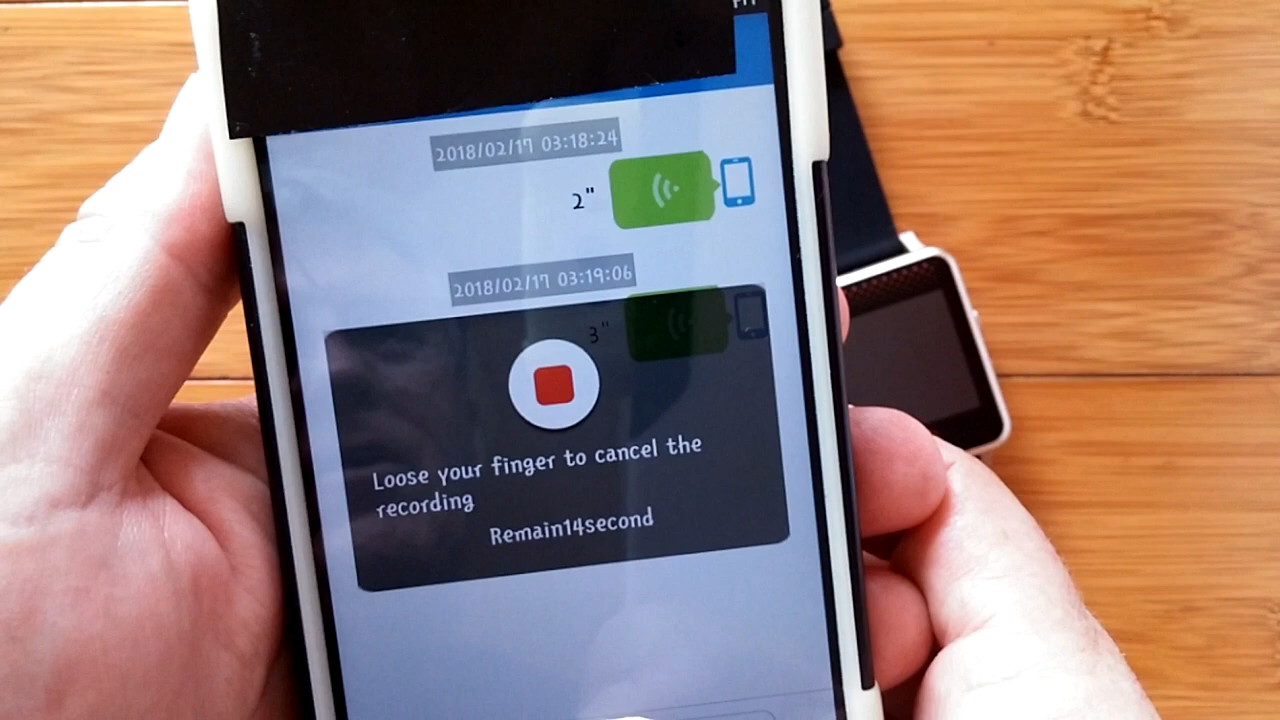 2018/02/17 03:18:24
2"
2018/02/17 03:19:06
3"
Loose your finger to cancel the
recording
Remain14second